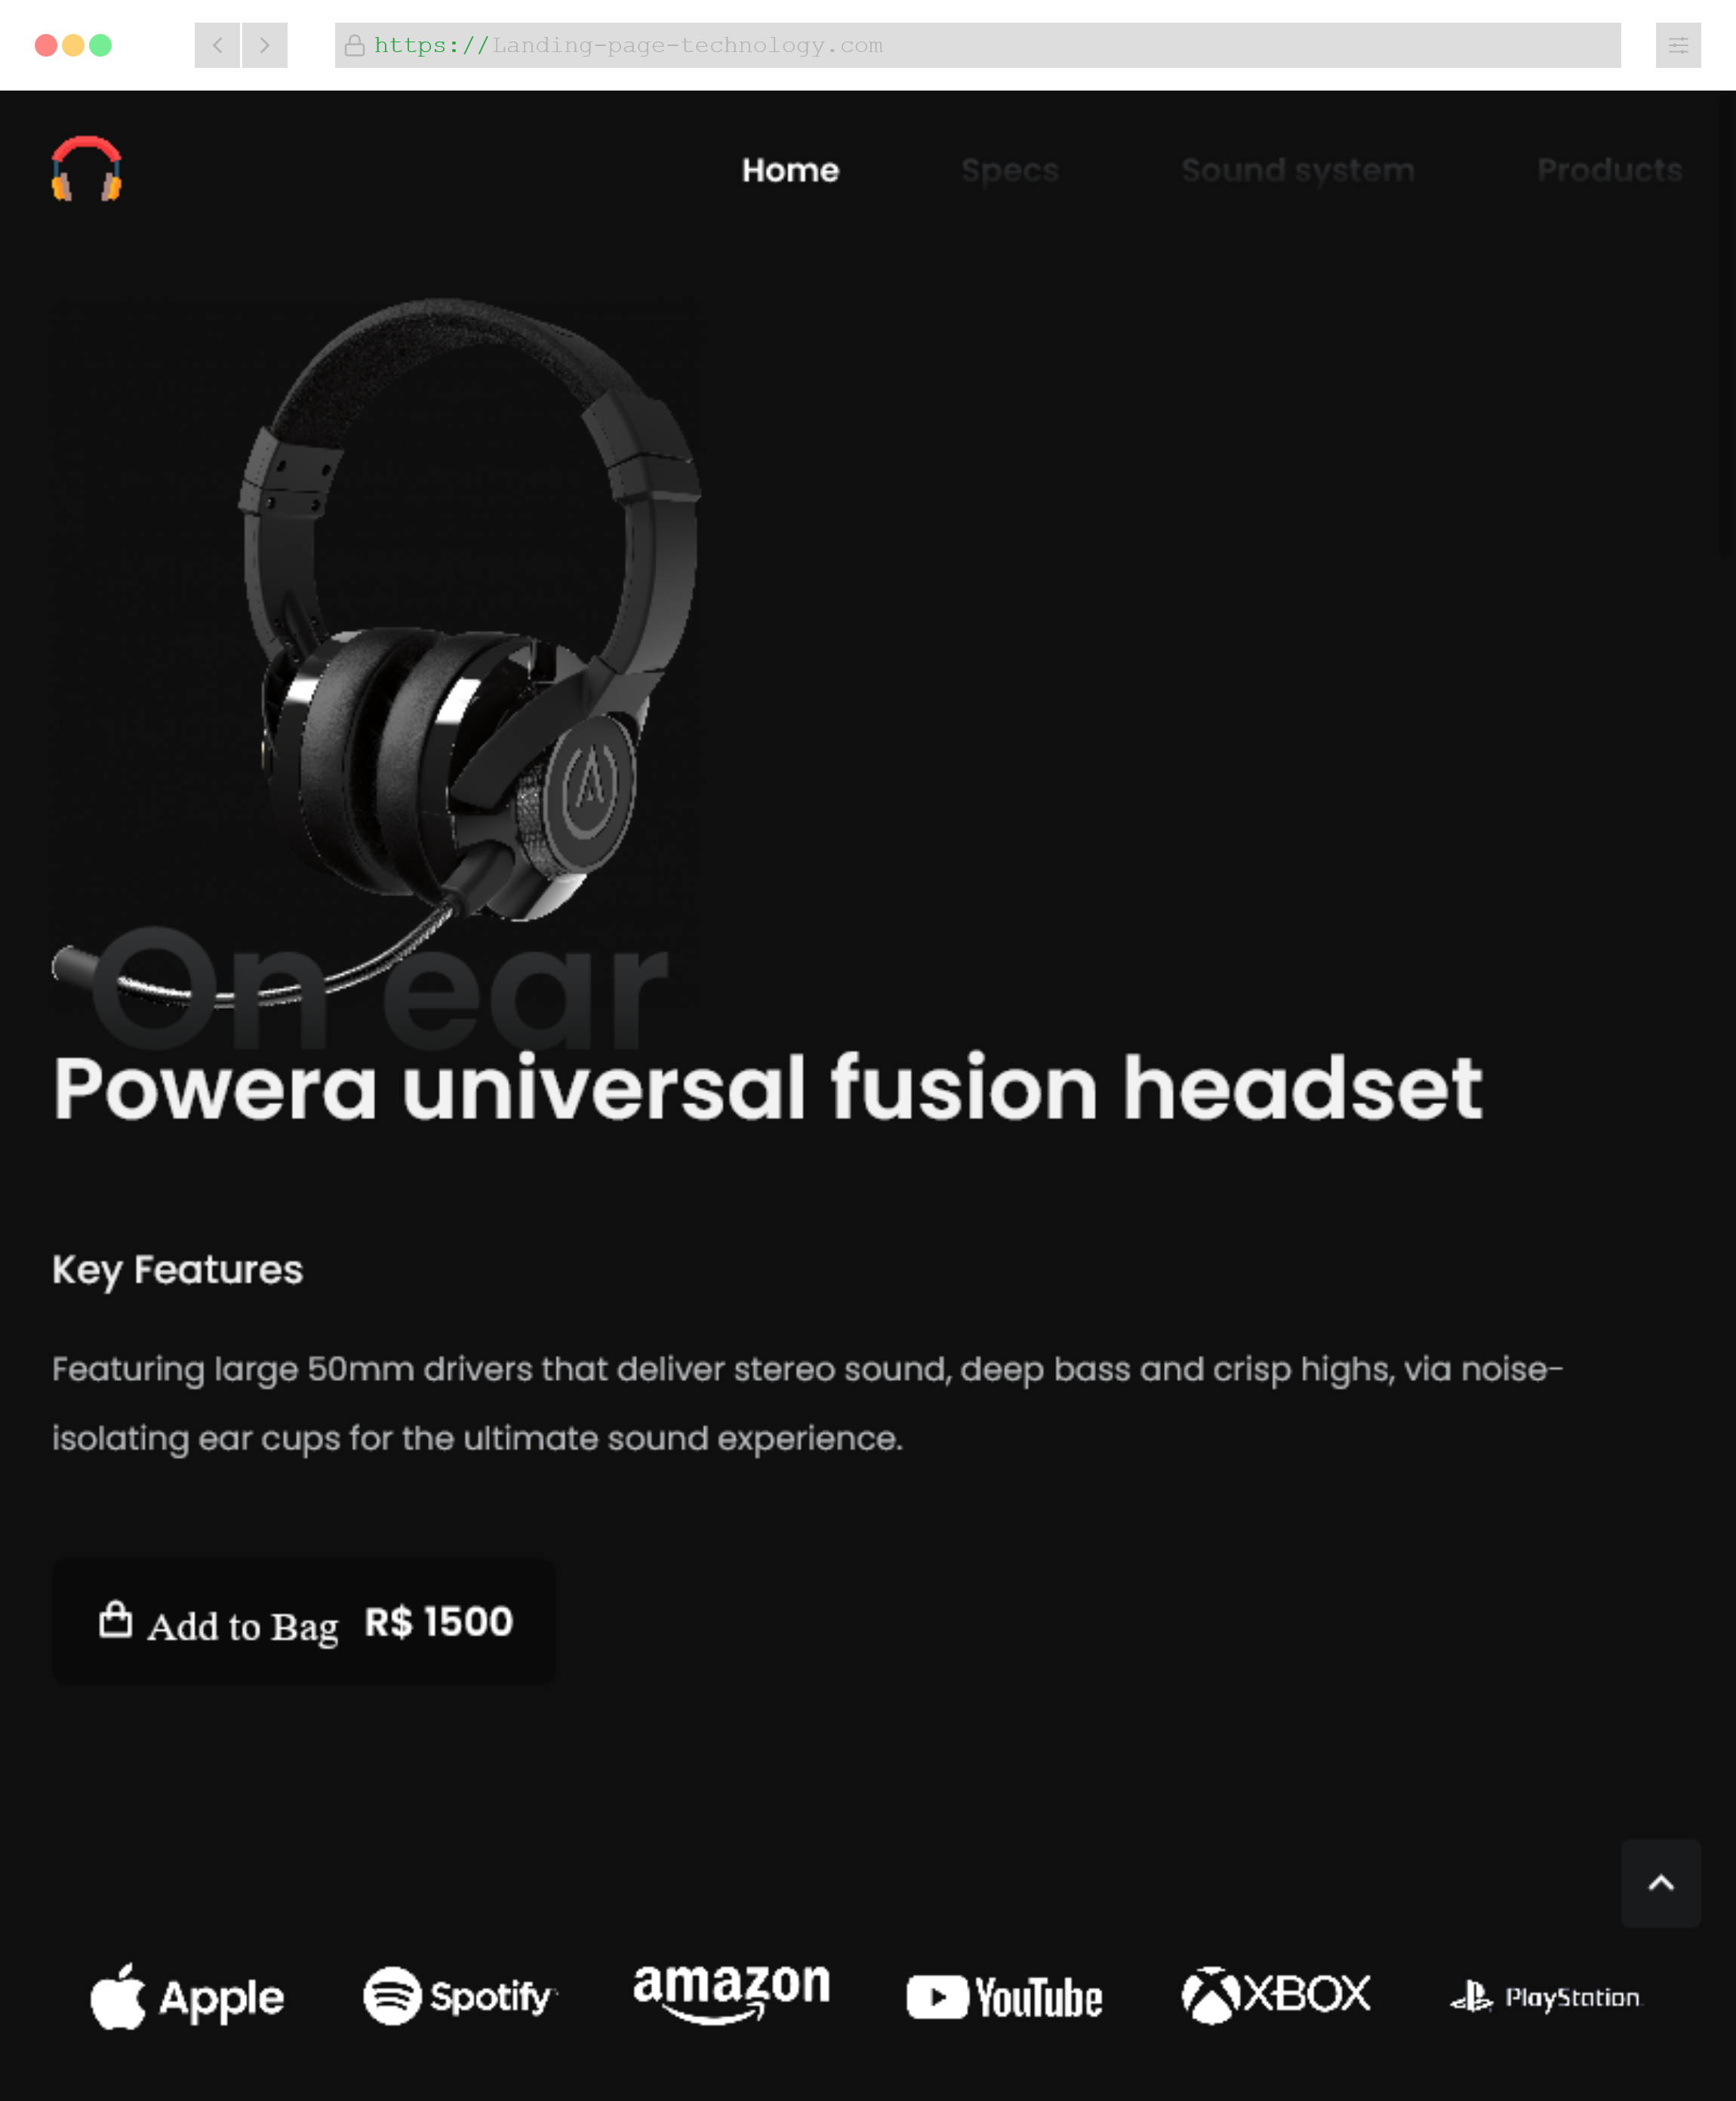 https://Landing-page-technology.com
Home Specs Sound system Products
On ear
Powera universal fusion headset
Key Features
Featuring large 50mm drivers that deliver stereo sound, deep bass and crisp highs, via noise-
isolating ear cups for the ultimate sound experience.
Add to Bag R$ 1500
Apple Spotify amazon YouTube XBOX PlayStation